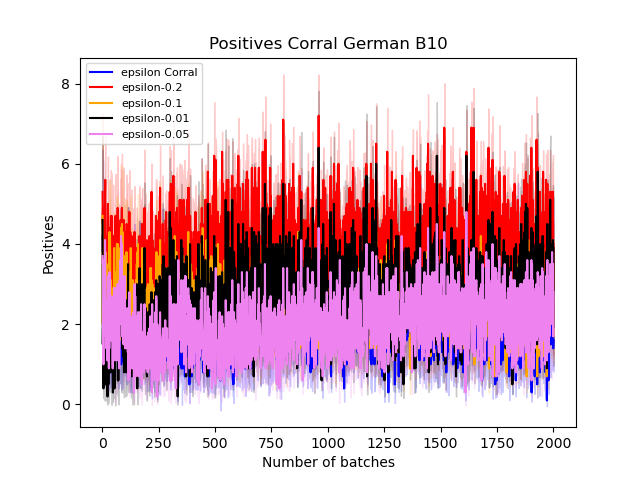 Positives Corral German B10
epsilon Corral
epsilon-0.2
epsilon-0.1
epsilon-0.01
epsilon-0.05
Positives
8
6
4
2
0
0 250 500 750 1000 1250 1500 1750 2000
Number of batches